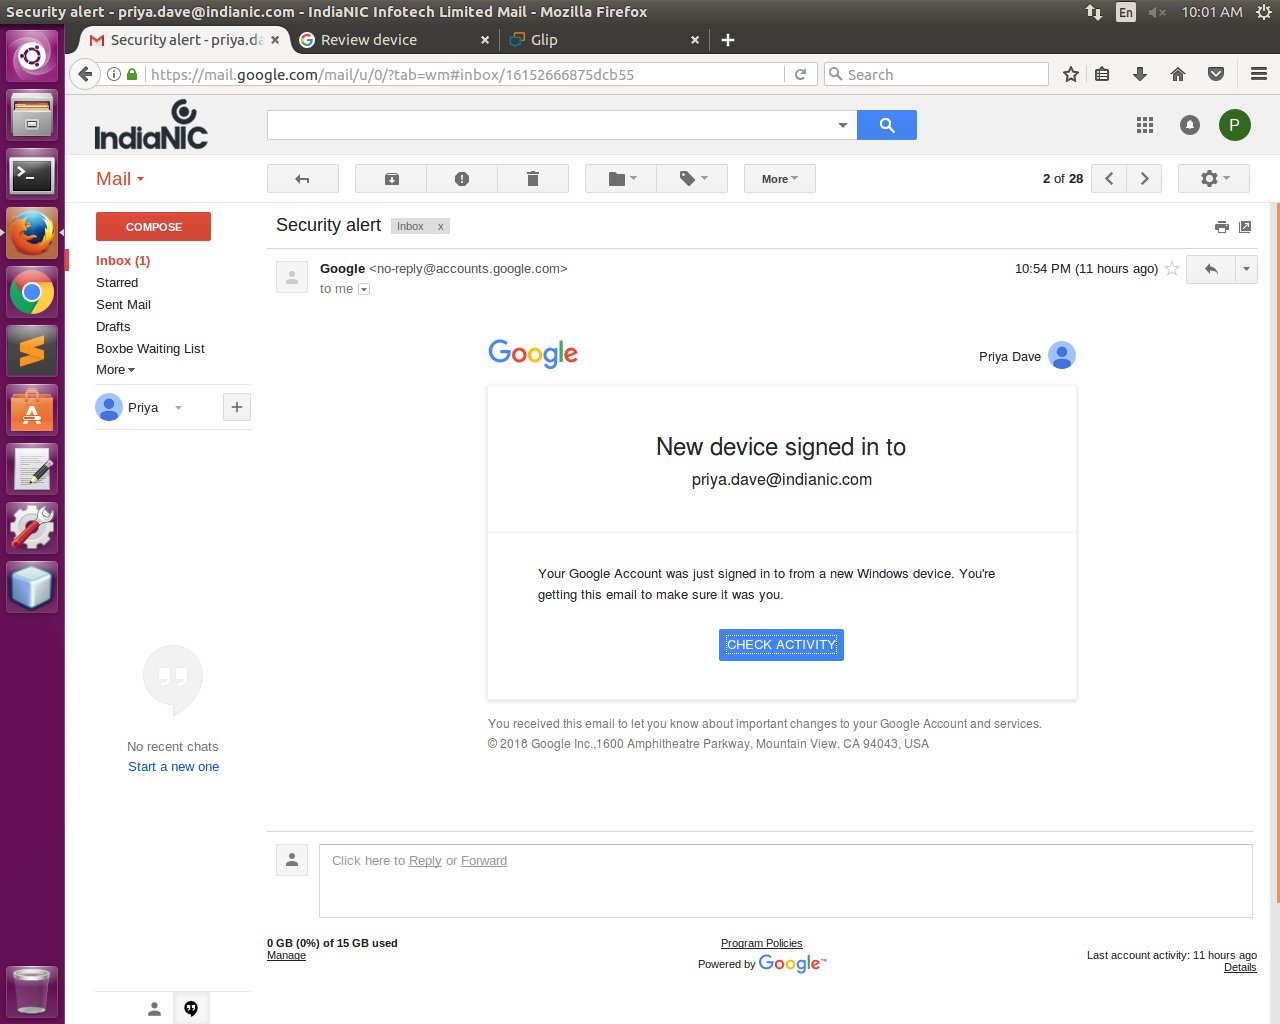 Security alert - priya.dave@indianic.com - IndiaNIC Infotech Limited Mail - Mozilla Firefox
En
10:01 AM
Security alert - priya.da
Review device
Glip
https://mail.google.com/mail/u/0/?tab=wm#inbox/16152666875dcb55
Search
IndiaNIC
P
Mail
More
2 of 28
COMPOSE
Security alert
Inbox x
Inbox (1)
Starred
Sent Mail
Drafts
Boxbe Waiting List
More
Priya
Google <no-reply@accounts.google.com>
10:54 PM (11 hours ago)
to me
Google
Priya Dave
New device signed in to
priya.dave@indianic.com
Your Google Account was just signed in to from a new Windows device. You're
getting this email to make sure it was you.
CHECK ACTIVITY
You received this email to let you know about important changes to your Google Account and services.
© 2018 Google Inc.,1600 Amphitheatre Parkway, Mountain View, CA 94043, USA
No recent chats
Start a new one
Click here to Reply or Forward
0 GB (0%) of 15 GB used
Manage
Program Policies
Powered by Google™
Last account activity: 11 hours ago
Details